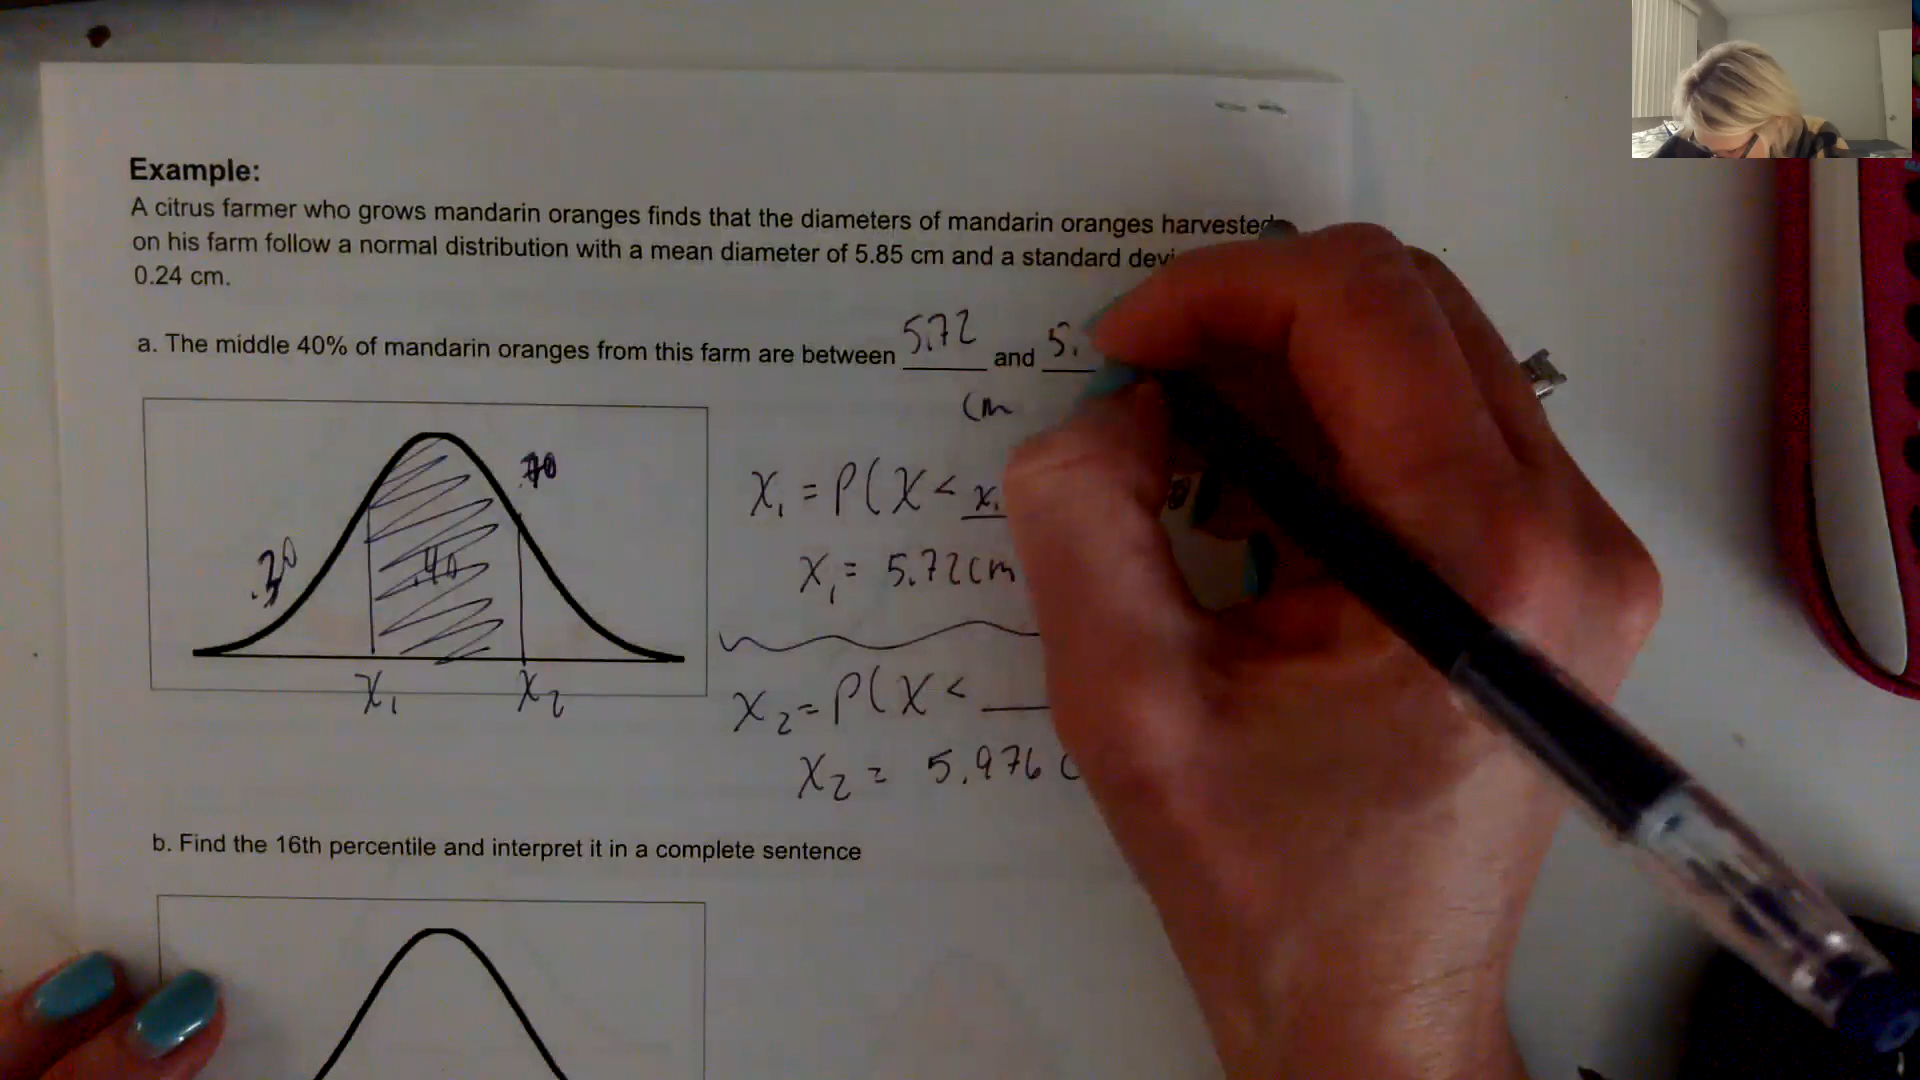 Example:
A citrus farmer who grows mandarin oranges finds that the diameters of mandarin oranges harvested
on his farm follow a normal distribution with a mean diameter of 5.85 cm and a standard
0.24 cm.
a. The middle 40% of mandarin oranges from this farm are between 5.72 and 5.
cm
.30
.40
X₁ X₂
X₁ = P(X < x₁
X₁ = 5.72cm
X₂ = P(X < ___
X₂ = 5.976
b. Find the 16th percentile and interpret it in a complete sentence